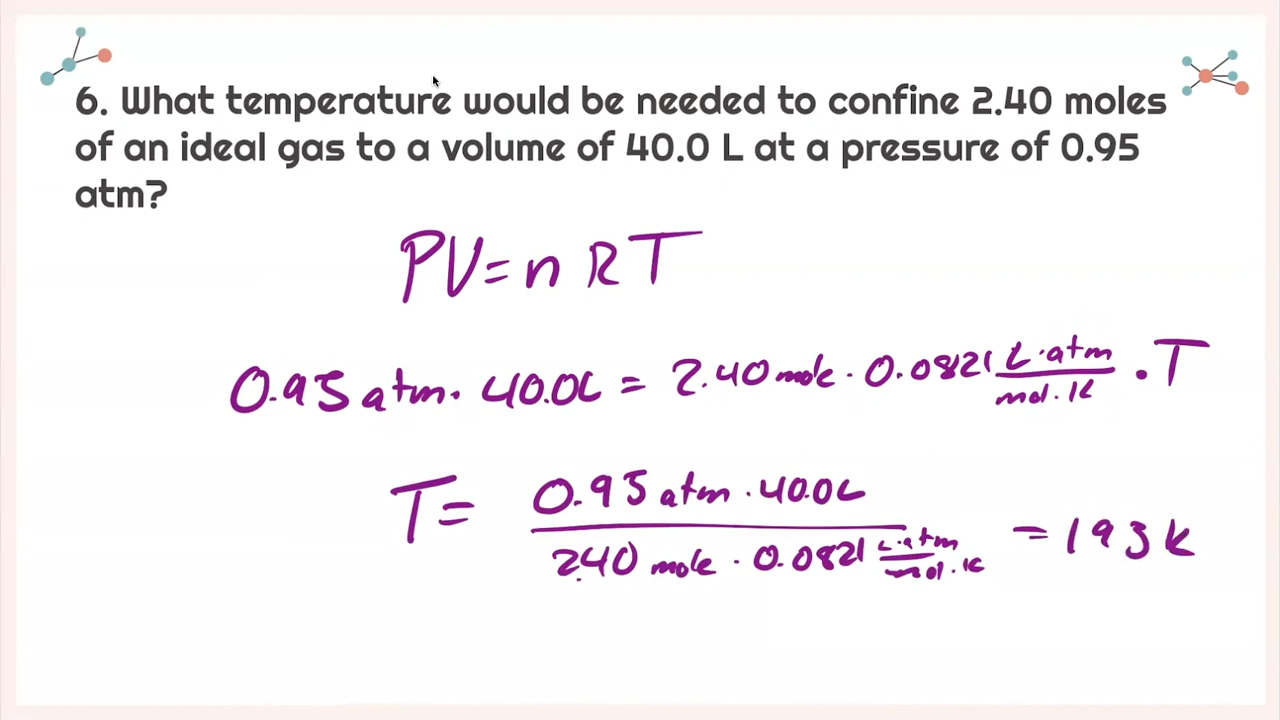 6. What temperature would be needed to confine 2.40 moles
of an ideal gas to a volume of 40.0 L at a pressure of 0.95
atm?
PV = n R T
0.95 atm · 40.0L = 2.40 mole · 0.0821 L·atm/mol·K · T
T = 0.95 atm · 40.0L / 2.40 mole · 0.0821 L·atm/mol·K = 193 K